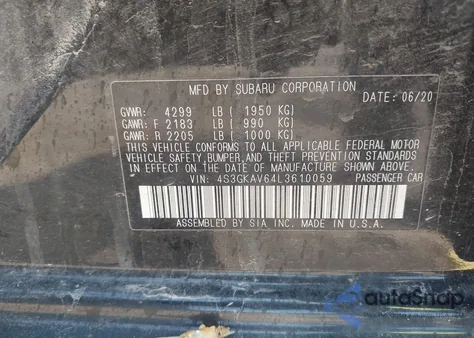 MFD BY SUBARU CORPORATION
DATE: 06/20
GVWR: 4299 LB ( 1950 KG)
GAWR: F 2183 LB ( 990 KG)
GAWR: R 2205 LB ( 1000 KG)
THIS VEHICLE CONFORMS TO ALL APPLICABLE FEDERAL MOTOR
VEHICLE SAFETY, BUMPER, AND THEFT PREVENTION STANDARDS
IN EFFECT ON THE DATE OF MANUFACTURE SHOWN ABOVE.
VIN: 4S3GKAV64L3610059 PASSENGER CAR
ASSEMBLED BY SIA INC. MADE IN U.S.A.
autoSnap